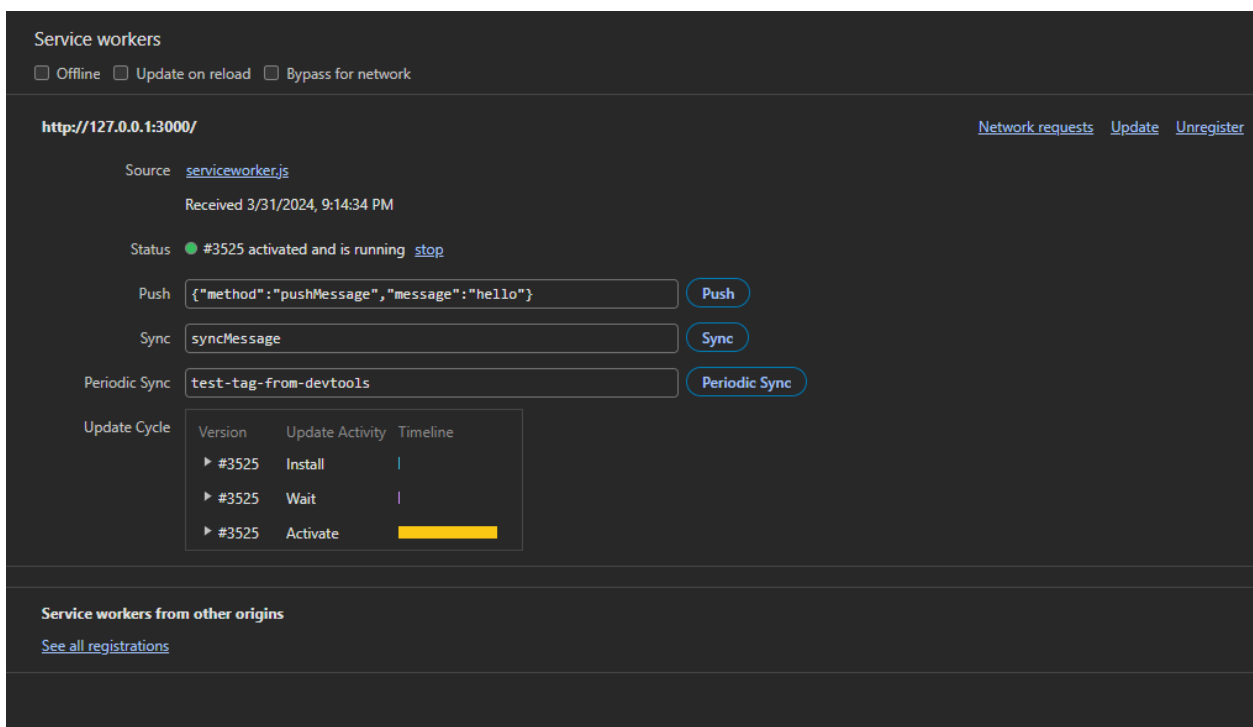 Service workers
Offline Update on reload Bypass for network
http://127.0.0.1:3000/ Network requests Update Unregister
Source serviceworker.js
Received 3/31/2024, 9:14:34 PM
Status #3525 activated and is running stop
Push {"method":"pushMessage","message":"hello"} Push
Sync syncMessage Sync
Periodic Sync test-tag-from-devtools Periodic Sync
Update Cycle Version Update Activity Timeline
#3525 Install
#3525 Wait
#3525 Activate
Service workers from other origins
See all registrations